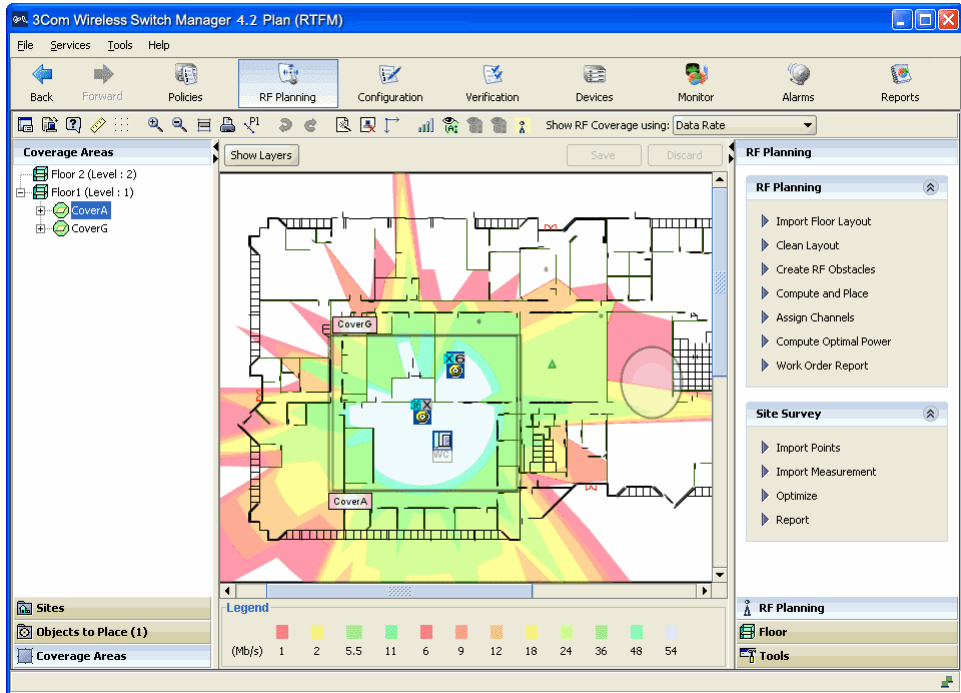 3Com Wireless Switch Manager 4.2 Plan (RTFM)
File Services Tools Help
Back Forward Policies RF Planning Configuration Verification Devices Monitor Alarms Reports
Show RF Coverage using: Data Rate
Coverage Areas
Floor 2 (Level : 2)
Floor1 (Level : 1)
CoverA
CoverG
Sites
Objects to Place (1)
Coverage Areas
Show Layers Save Discard
CoverG
X 6
X
WC
CoverA
Legend
(Mb/s) 1 2 5.5 11 6 9 12 18 24 36 48 54
RF Planning
RF Planning
Import Floor Layout
Clean Layout
Create RF Obstacles
Compute and Place
Assign Channels
Compute Optimal Power
Work Order Report
Site Survey
Import Points
Import Measurement
Optimize
Report
RF Planning
Floor
Tools